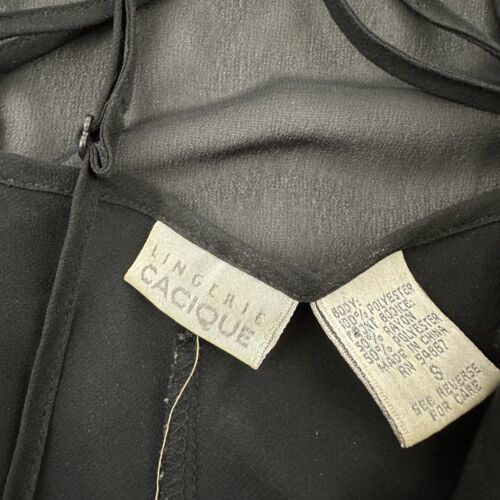 LINGERIE
CACIQUE
BODY:
100% POLYESTER
FRONT BODICE:
50% RAYON
50% POLYESTER
MADE IN CHINA
RN 54867
S
SEE REVERSE
FOR CARE